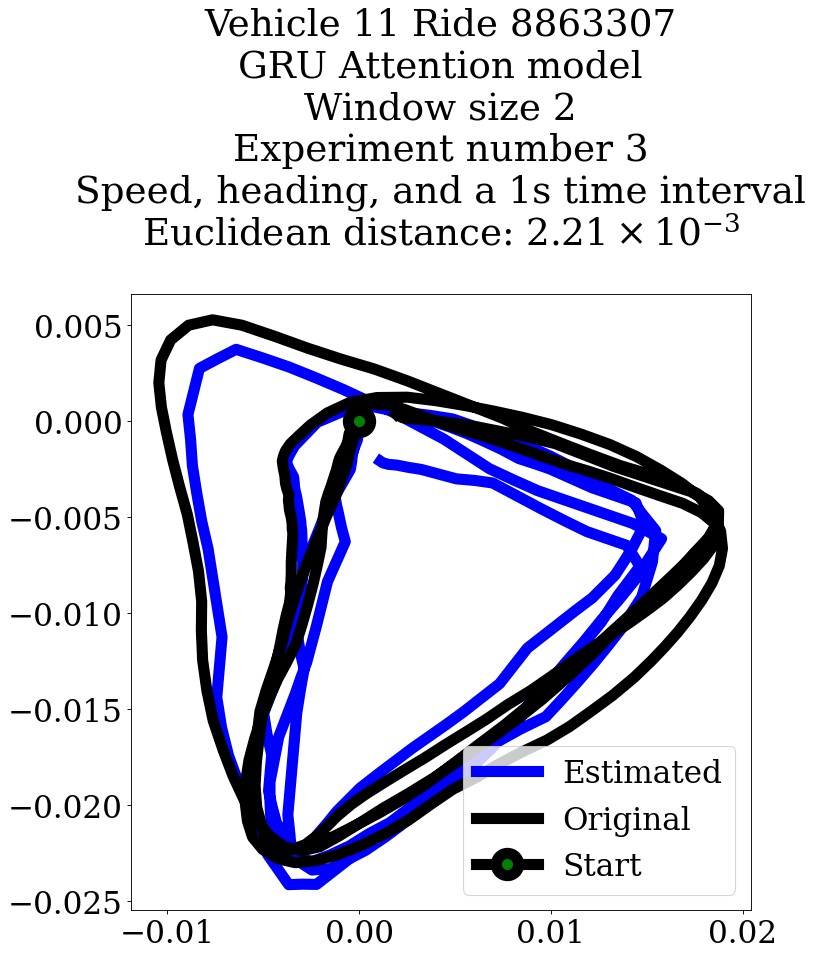 Vehicle 11 Ride 8863307
GRU Attention model
Window size 2
Experiment number 3
Speed, heading, and a 1s time interval
Euclidean distance: 2.21 × 10⁻³
0.005
0.000
−0.005
−0.010
−0.015
−0.020
−0.025
−0.01
0.00
0.01
0.02
Estimated
Original
Start